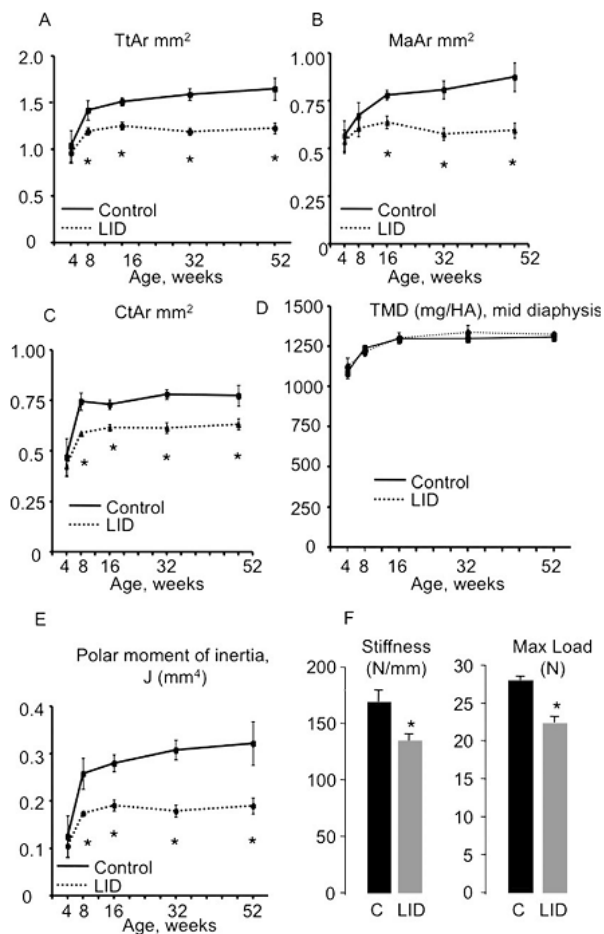 A
TtAr mm²
2.0
1.5
1.0
0.5
0
* * * *
Control
LID
4 8 16 32 52
Age, weeks
B
MaAr mm²
1.00
0.75
0.5
0.25
0
* * *
Control
LID
4 8 16 32 52
Age, weeks
C
CtAr mm²
1.00
0.75
0.50
0.25
0
* * * *
Control
LID
4 8 16 32 52
Age, weeks
D
TMD (mg/HA), mid diaphysis
1500
1250
1000
750
500
250
0
Control
LID
4 8 16 32 52
Age, weeks
E
Polar moment of inertia,
J (mm⁴)
0.4
0.3
0.2
0.1
0
* * * *
Control
LID
4 8 16 32 52
Age, weeks
F
Stiffness
(N/mm)
200
150
100
50
0
*
C LID
Max Load
(N)
30
25
20
15
10
5
0
*
C LID